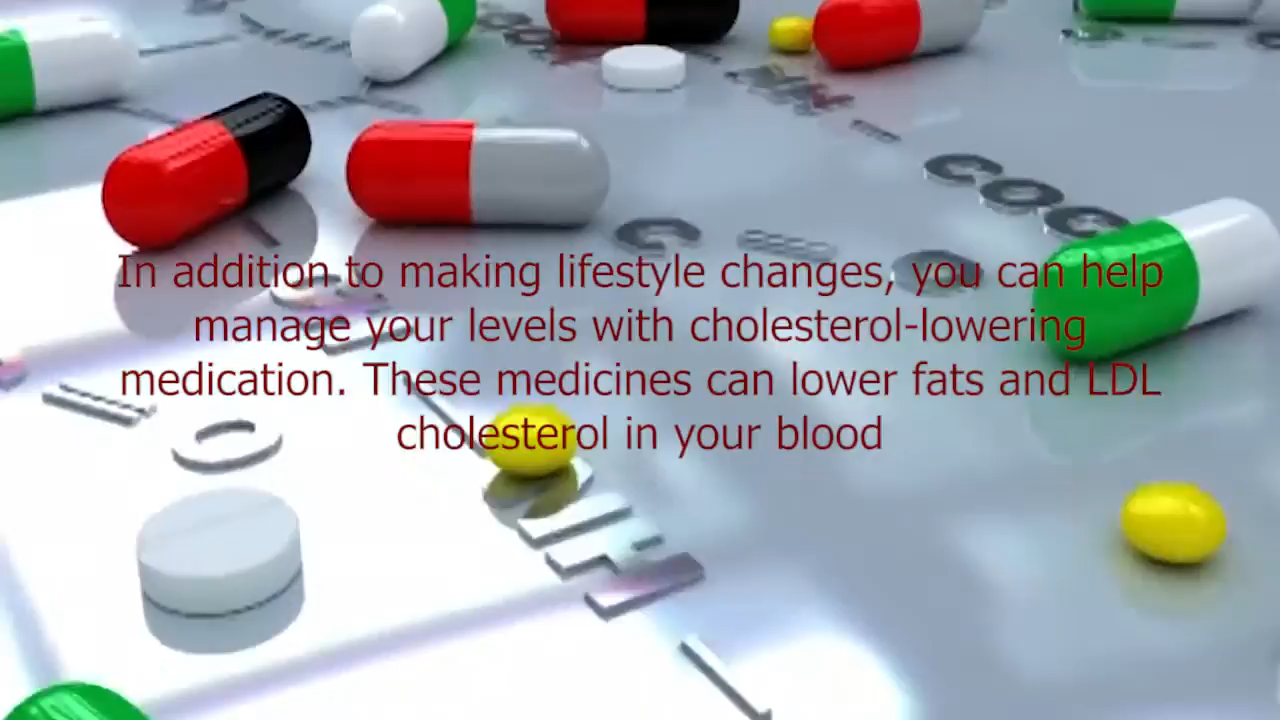 In addition to making lifestyle changes, you can help
manage your levels with cholesterol-lowering
medication. These medicines can lower fats and LDL
cholesterol in your blood